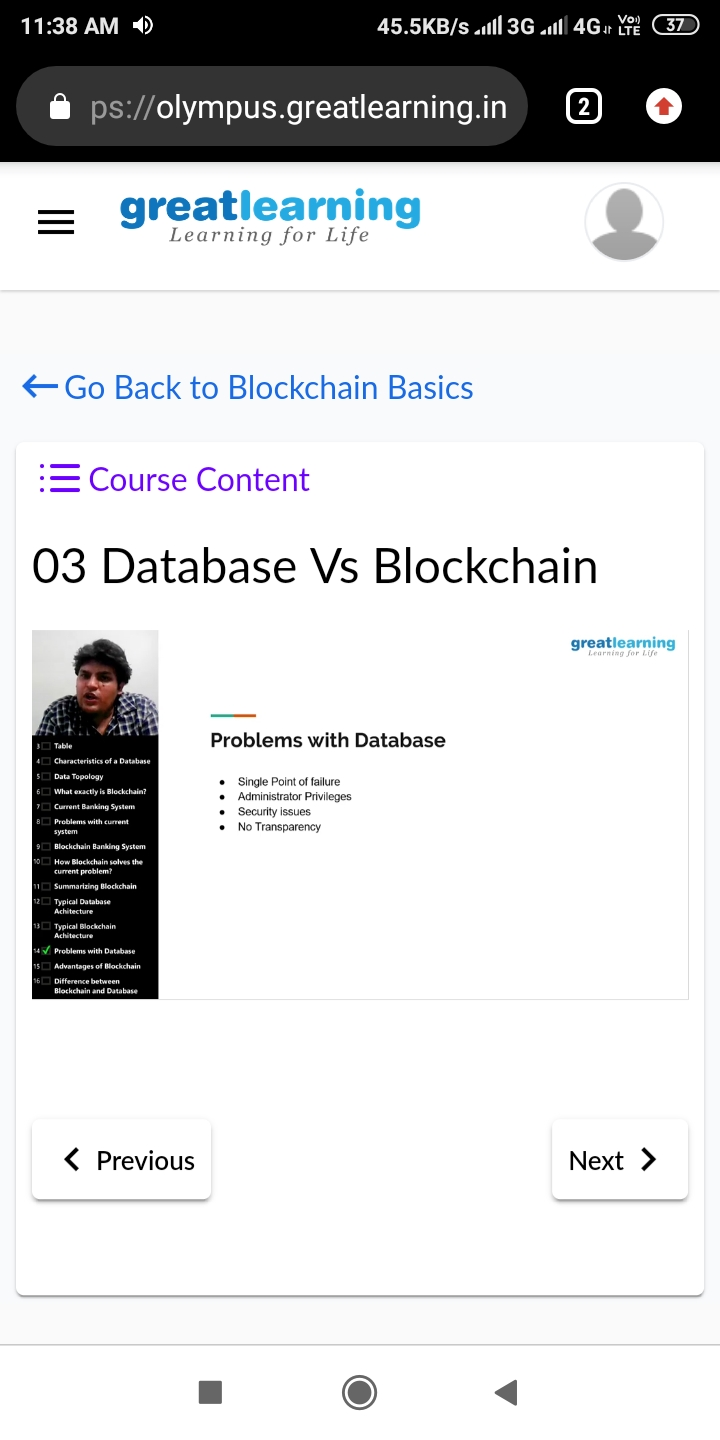 11:38 AM 45.5KB/s 3G 4G Vo)) LTE 37
ps://olympus.greatlearning.in 2
greatlearning
Learning for Life
Go Back to Blockchain Basics
Course Content
03 Database Vs Blockchain
greatlearning
Learning for Life
3 Table
4 Characteristics of a Database
5 Data Topology
6 What exactly is Blockchain?
7 Current Banking System
8 Problems with current
system
9 Blockchain Banking System
10 How Blockchain solves the
current problem?
11 Summarizing Blockchain
12 Typical Database
Achitecture
13 Typical Blockchain
Achitecture
14 Problems with Database
15 Advantages of Blockchain
16 Difference between
Blockchain and Database
Problems with Database
• Single Point of failure
• Administrator Privileges
• Security issues
• No Transparency
Previous
Next